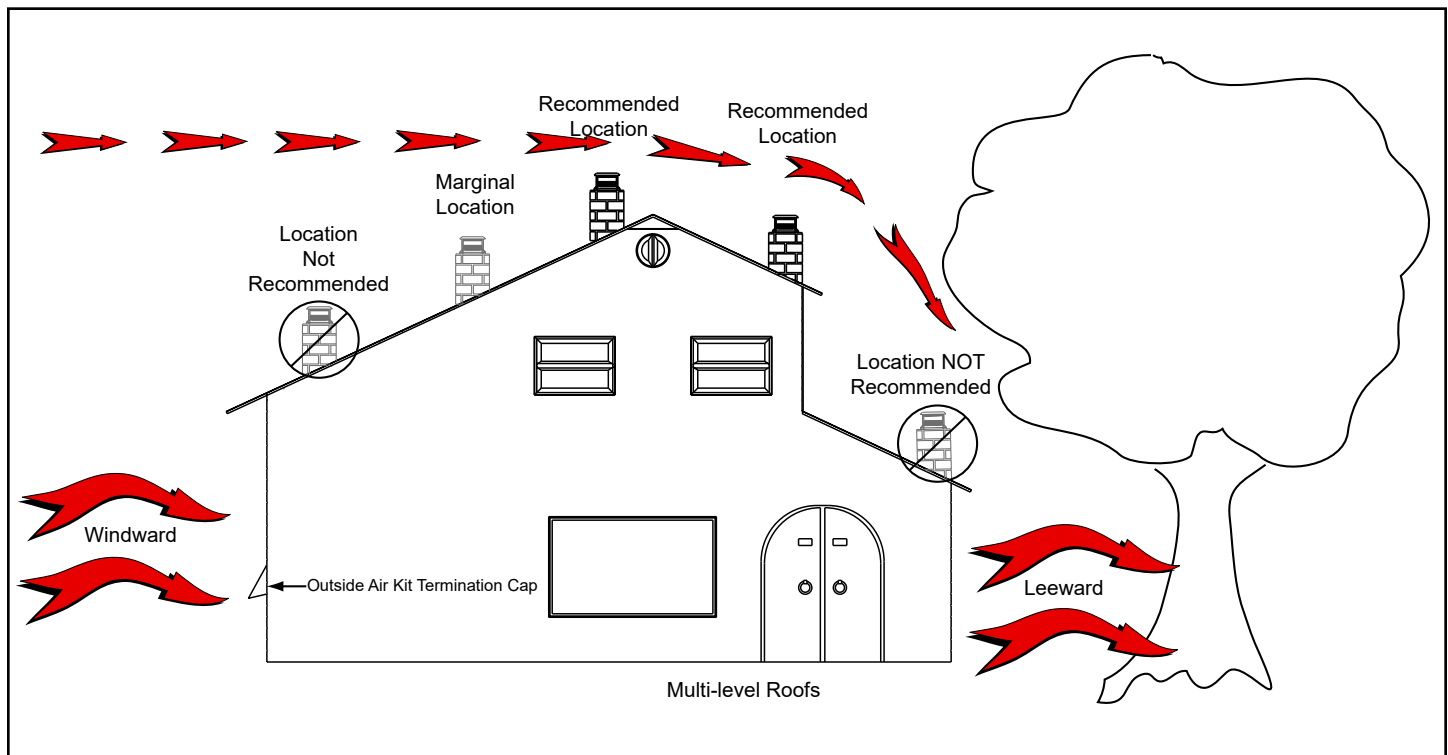 Recommended
Location
Recommended
Location
Marginal
Location
Location
Not
Recommended
Location NOT
Recommended
Windward
Outside Air Kit Termination Cap
Leeward
Multi-level Roofs